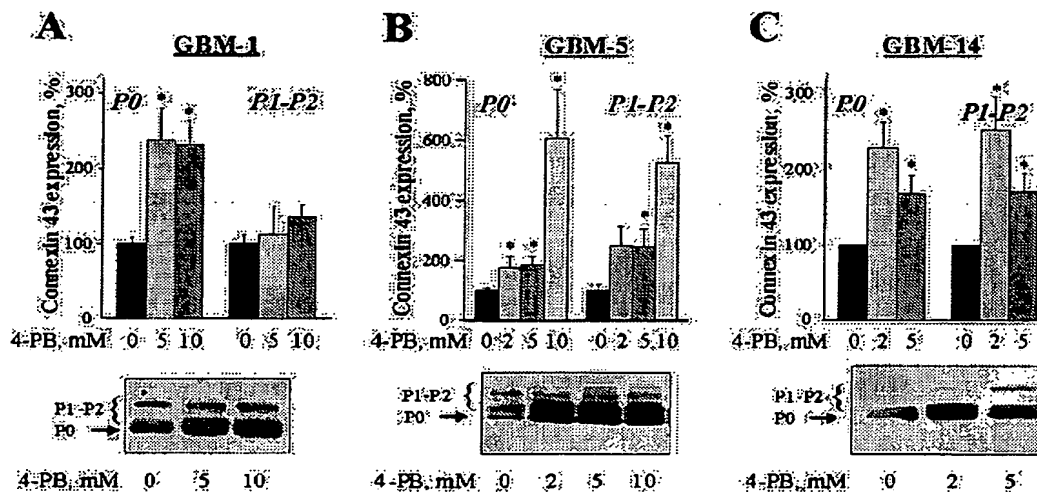 A
GBM-1
Connexin 43 expression, %
300
200
100
0
P0
P1-P2
* *
4-PB, mM 0 5 10 0 5 10
P1-P2 {
P0
4-PB, mM 0 5 10
B
GBM-5
Connexin 43 expression, %
800
600
400
200
0
P0
P1-P2
* * * * *
4-PB, mM 0 2 5 10 0 2 5 10
P1-P2 {
P0
4-PB, mM 0 2 5 10
C
GBM-14
Connexin 43 expression, %
300
200
100
0
P0
P1-P2
* * * *
4-PB, mM 0 2 5 0 2 5
P1-P2 {
P0
4-PB, mM 0 2 5